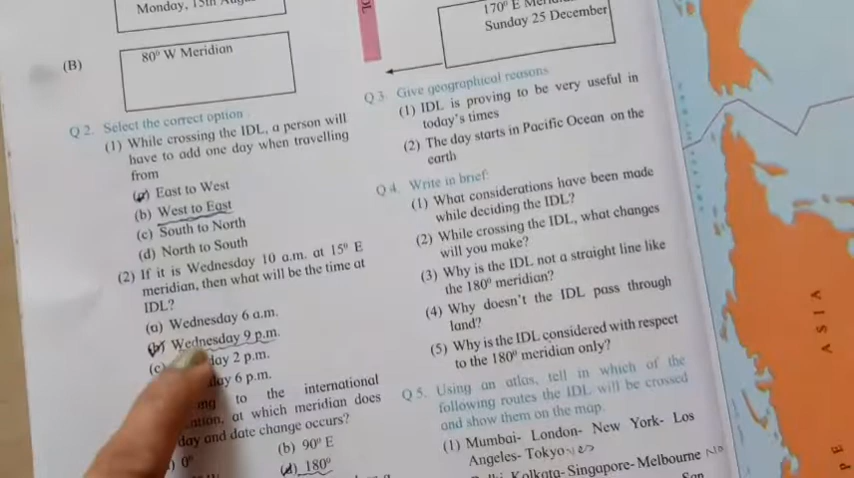 Monday, 15th Aug
(B)
80° W Meridian
Q 2. Select the correct option
(1) While crossing the IDL, a person will
have to add one day when travelling
from
(a) East to West
(b) West to East
(c) South to North
(d) North to South
(2) If it is Wednesday 10 a.m. at 15° E
meridian, then what will be the time at
IDL?
(a) Wednesday 6 a.m.
(b) Wednesday 9 p.m.
(c) day 2 p.m.
day 6 p.m.
ng to the international
ntion, at which meridian does
day and date change occurs?
) 0°
(b) 90° E
(d) 180°
DL
170° E Meri
Sunday 25 December
Q 3. Give geographical reasons
(1) IDL is proving to be very useful in
today's times
(2) The day starts in Pacific Ocean on the
earth
Q 4. Write in brief:
(1) What considerations have been made
while deciding the IDL?
(2) While crossing the IDL, what changes
will you make?
(3) Why is the IDL not a straight line like
the 180° meridian?
(4) Why doesn't the IDL pass through
land?
(5) Why is the IDL considered with respect
to the 180° meridian only?
Q 5. Using an atlas, tell in which of the
following routes the IDL will be crossed
and show them on the map.
(1) Mumbai- London- New York- Los
Angeles- Tokyo yes
Kolkata- Singapore- Melbourne No
San
ASIA
P E